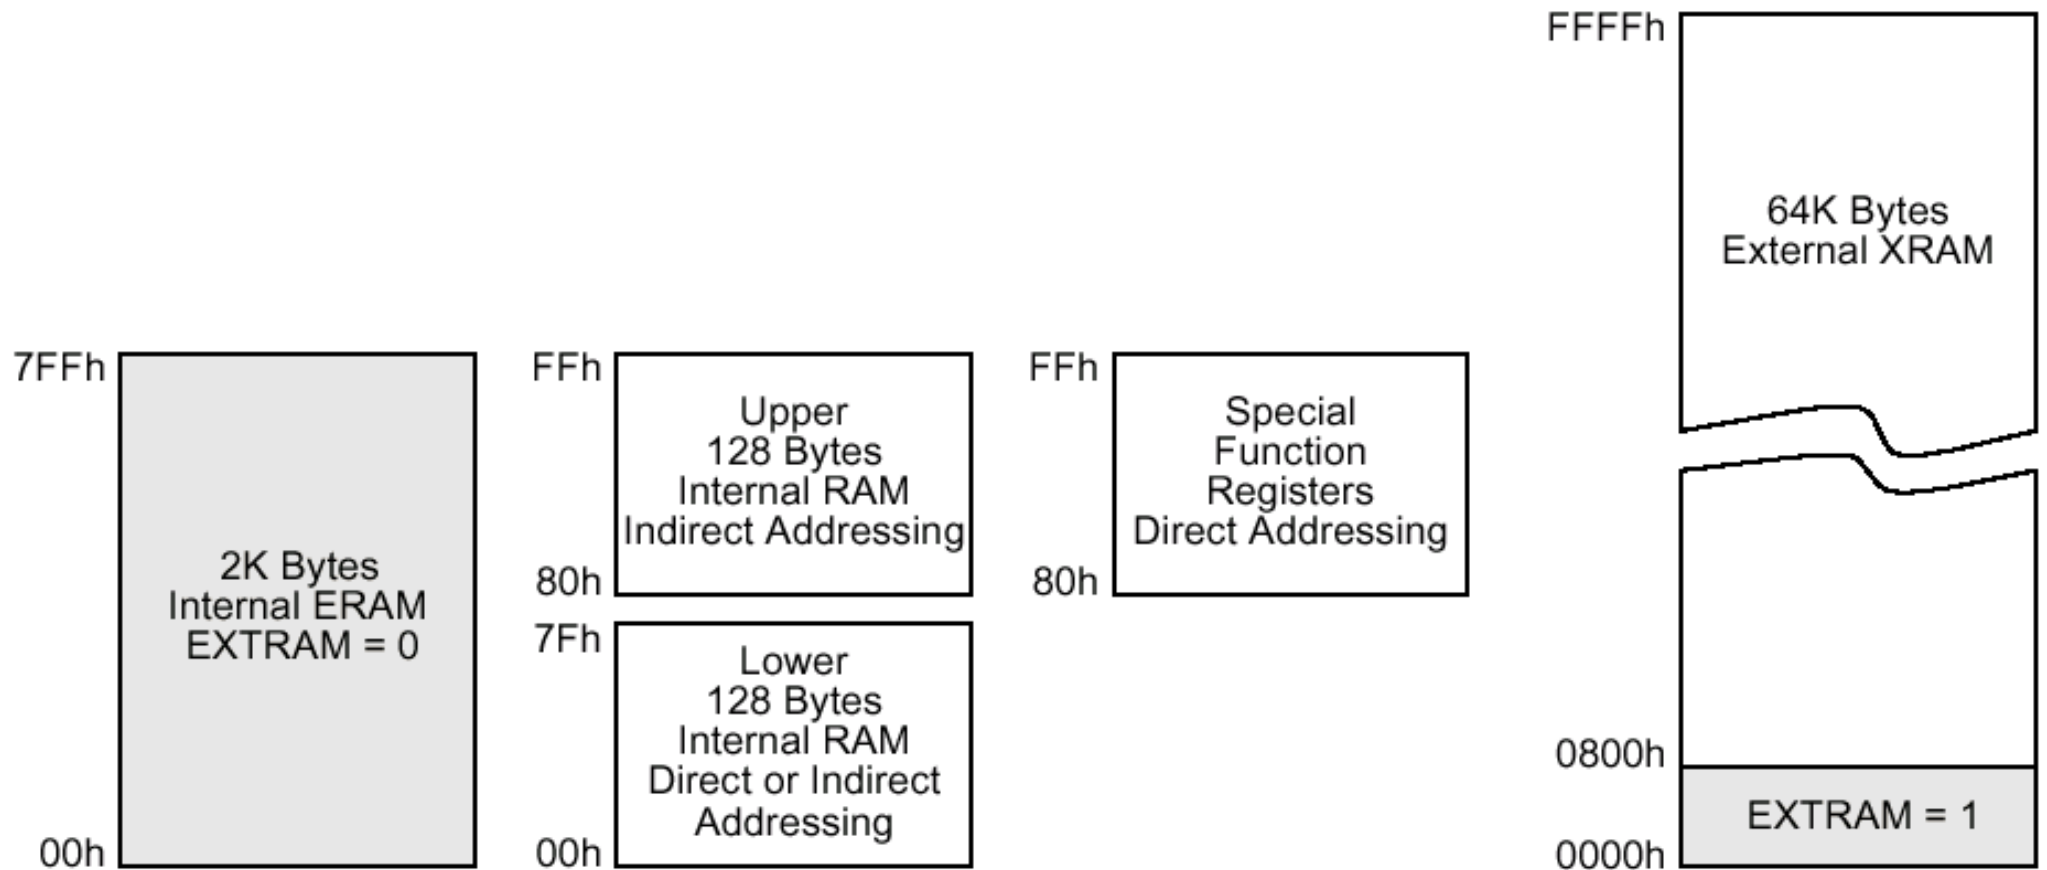 7FFh
2K Bytes
Internal ERAM
EXTRAM = 0
00h
FFh
Upper
128 Bytes
Internal RAM
Indirect Addressing
80h
7Fh
Lower
128 Bytes
Internal RAM
Direct or Indirect
Addressing
00h
FFh
Special
Function
Registers
Direct Addressing
80h
FFFFh
64K Bytes
External XRAM
0800h
EXTRAM = 1
0000h